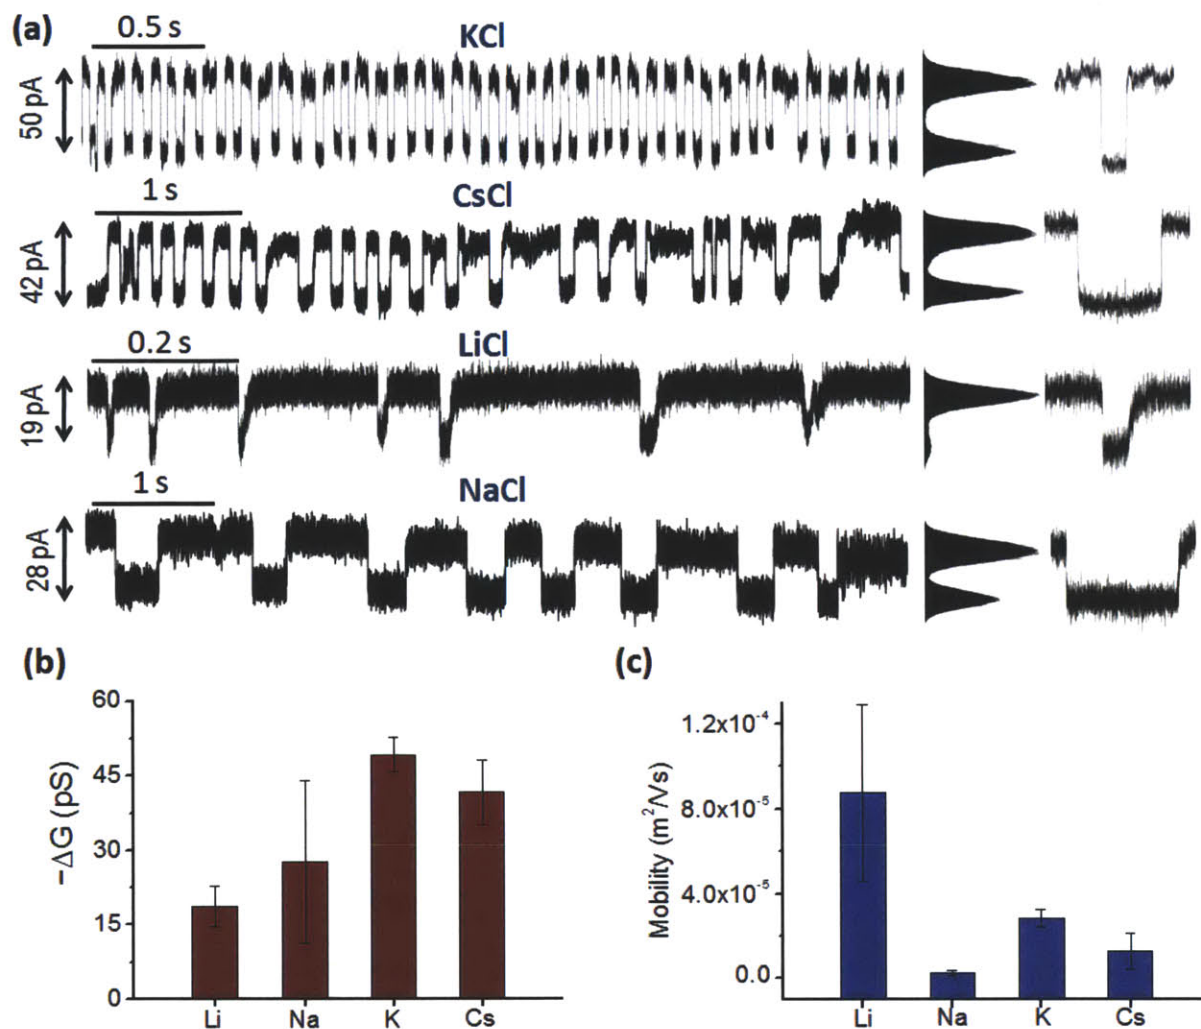 (a)
0.5 s
KCl
50 pA
1 s
CsCl
42 pA
0.2 s
LiCl
19 pA
1 s
NaCl
28 pA
(b)
60
45
30
15
0
−ΔG (pS)
Li Na K Cs
(c)
1.2x10⁻⁴
8.0x10⁻⁵
4.0x10⁻⁵
0.0
Mobility (m²/Vs)
Li Na K Cs